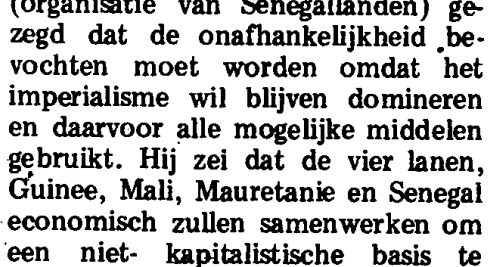 (organisatie van Senegallanden) ge-
zegd dat de onafhankelijkheid be-
vochten moet worden omdat het
imperialisme wil blijven domineren
en daarvoor alle mogelijke middelen
gebruikt. Hij zei dat de vier lanen,
Guinee, Mali, Mauretanie en Senegal
economisch zullen samenwerken om
een niet- kapitalistische basis te